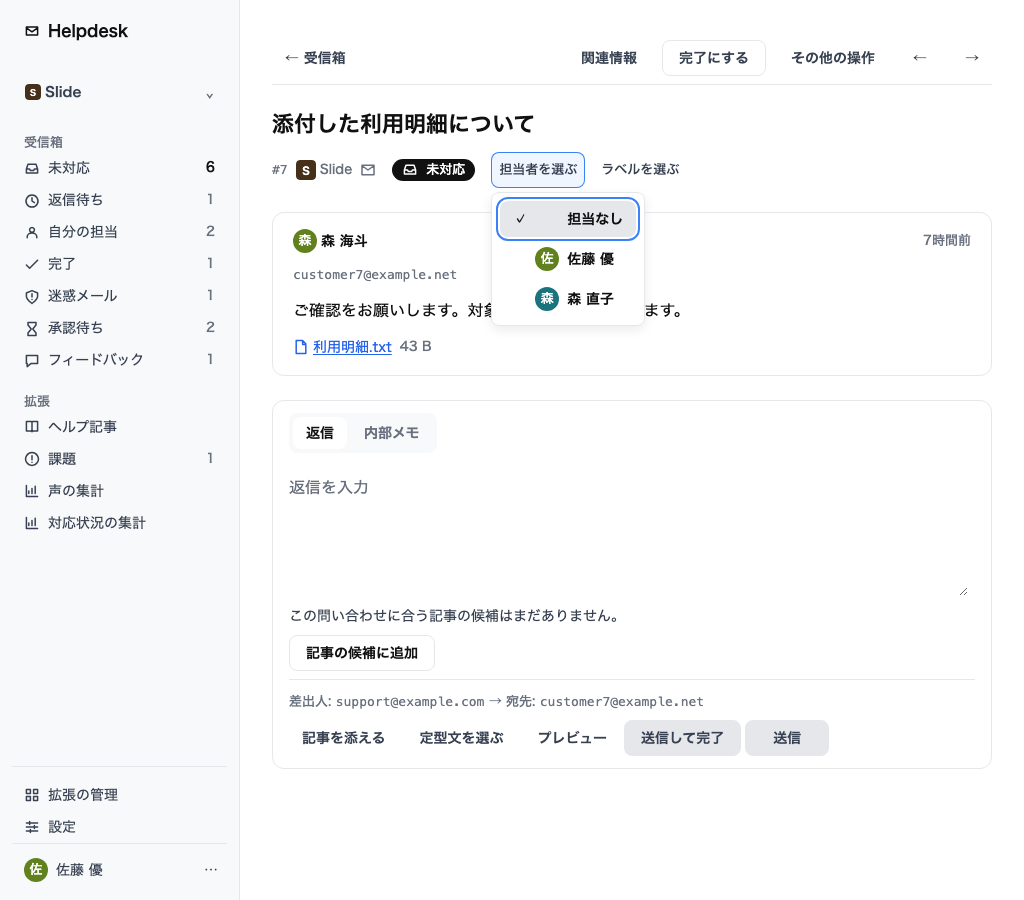 Helpdesk
S Slide
受信箱
未対応 6
返信待ち 1
自分の担当 2
完了 1
迷惑メール 1
承認待ち 2
フィードバック 1
拡張
ヘルプ記事
課題 1
声の集計
対応状況の集計
拡張の管理
設定
佐 佐藤 優 ...
← 受信箱 関連情報 完了にする その他の操作 ← →
添付した利用明細について
#7 S Slide 未対応 担当者を選ぶ ラベルを選ぶ
✓ 担当なし
佐 佐藤 優
森 森 直子
森 森 海斗 7時間前
customer7@example.net
ご確認をお願いします。対象 ます。
利用明細.txt 43 B
返信 内部メモ
返信を入力
この問い合わせに合う記事の候補はまだありません。
記事の候補に追加
差出人: support@example.com → 宛先: customer7@example.net
記事を添える 定型文を選ぶ プレビュー 送信して完了 送信